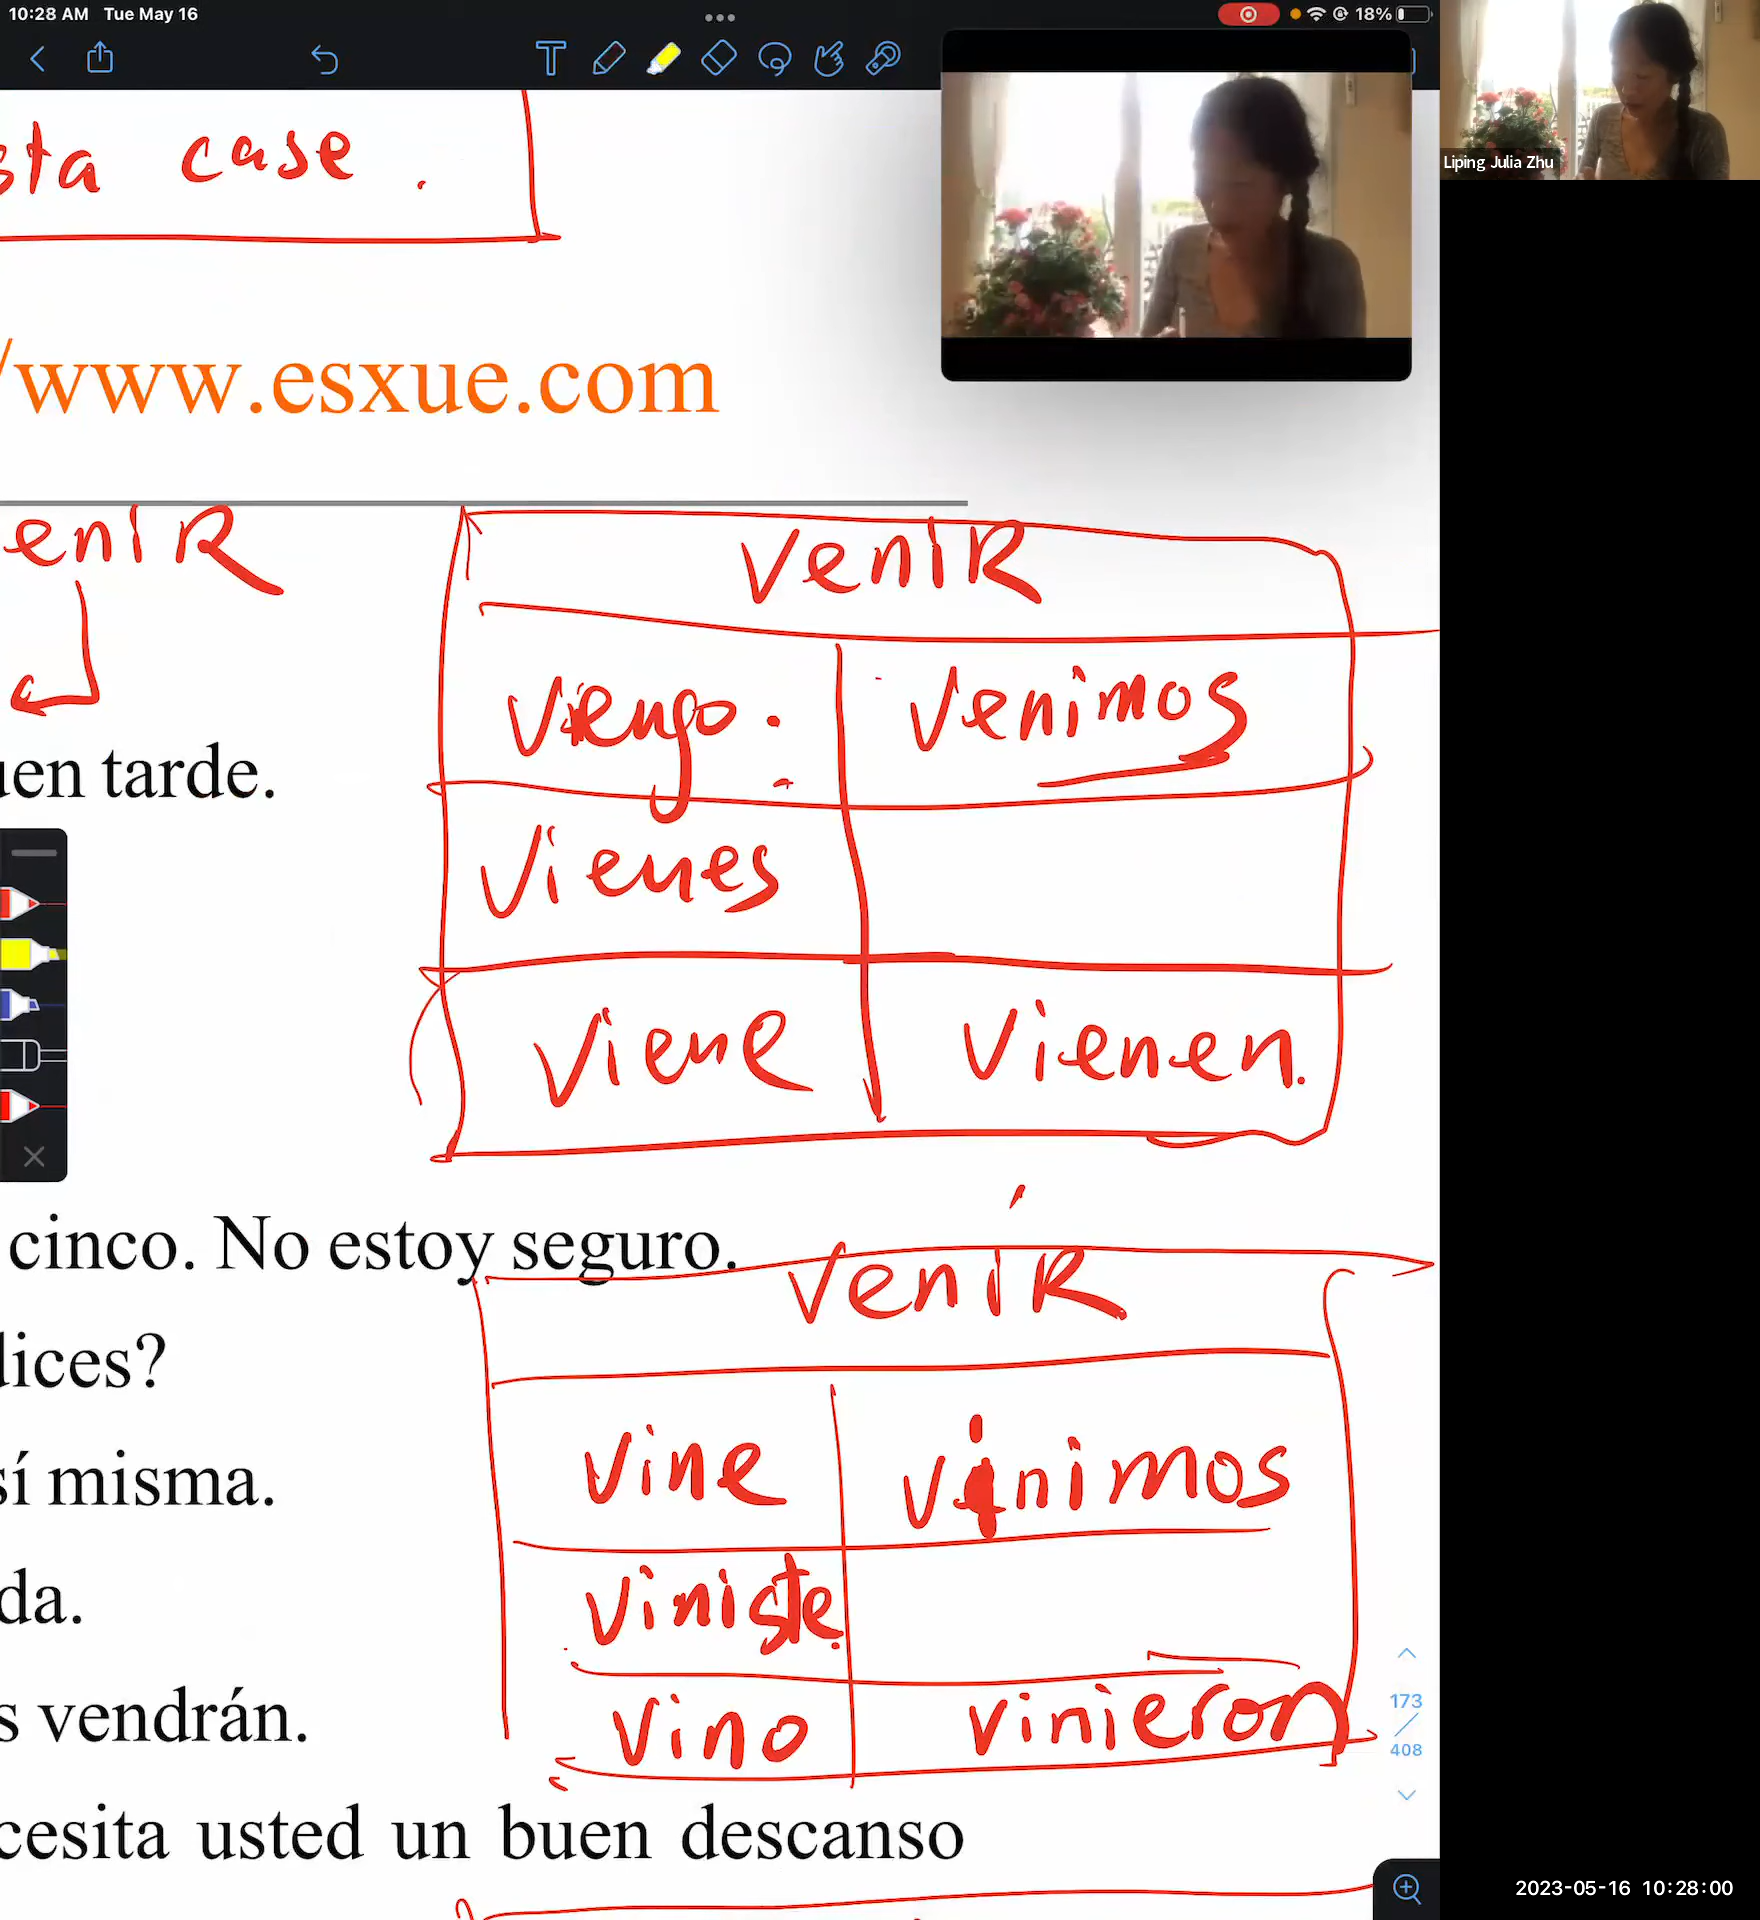 10:28 AM Tue May 16
18%
Liping Julia Zhu
sta case.
/www.esxue.com
enIR
venIR
vengo. venimos
uen tarde.
vienes
viene vienen.
cinco. No estoy seguro.
venIR
dices?
vine vinimos
sí misma.
viniste.
da.
s vendrán.
vino vinieron
173
408
cesita usted un buen descanso
2023-05-16 10:28:00